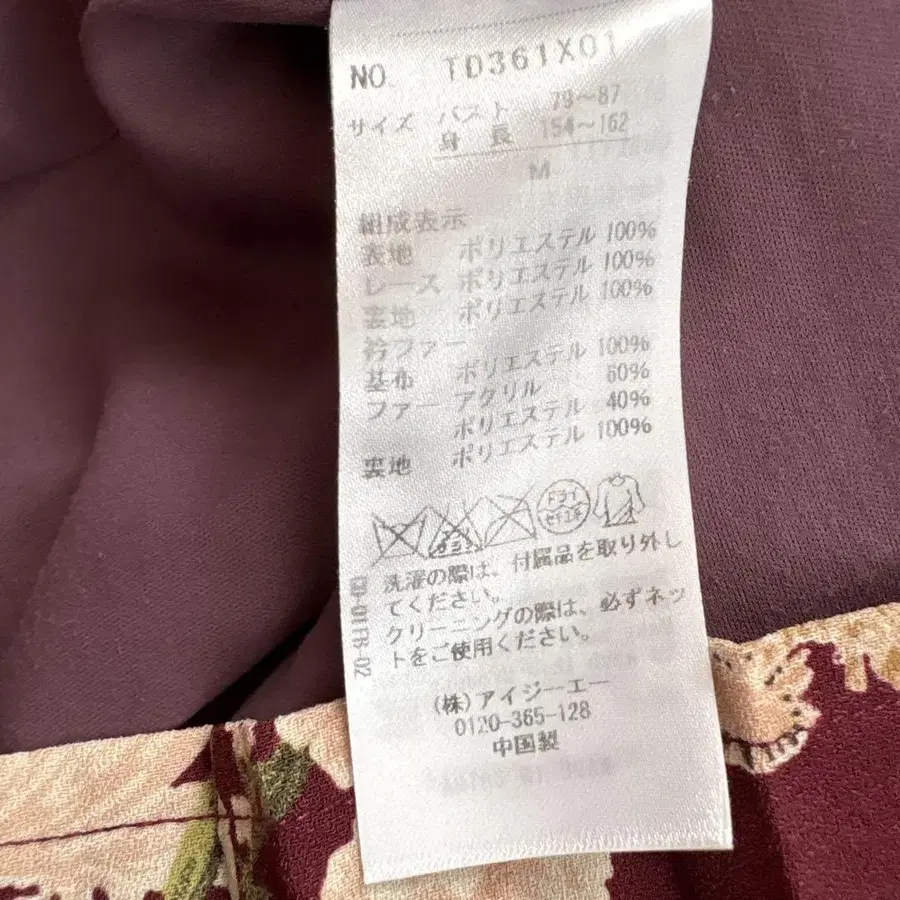 NO. TD361X01
サイズ バスト 79～87
身長 154～162
M
組成表示
表地 ポリエステル 100%
レース ポリエステル 100%
裏地 ポリエステル 100%
衿ファー
基布 ポリエステル 100%
ファー アクリル 60%
ポリエステル 40%
裏地 ポリエステル 100%
ドライ
セキユ系
洗濯の際は、付属品を取り外し
てください。
クリーニングの際は、必ずネッ
トをご使用ください。
(株)アイジーエー
0120-365-128
中国製